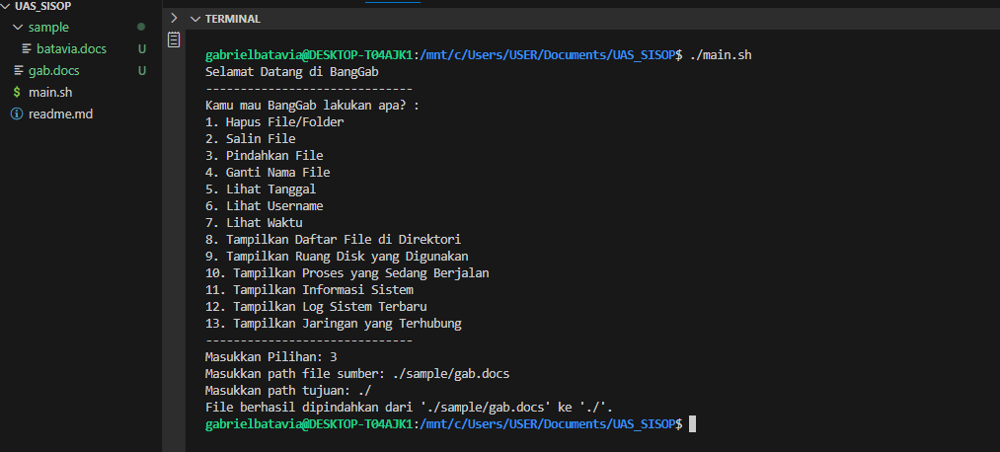 UAS_SISOP
sample
batavia.docs U
gab.docs U
$ main.sh
readme.md
TERMINAL
gabrielbatavia@DESKTOP-T04AJK1:/mnt/c/Users/USER/Documents/UAS_SISOP$ ./main.sh
Selamat Datang di BangGab
------------------------------
Kamu mau BangGab lakukan apa? :
1. Hapus File/Folder
2. Salin File
3. Pindahkan File
4. Ganti Nama File
5. Lihat Tanggal
6. Lihat Username
7. Lihat Waktu
8. Tampilkan Daftar File di Direktori
9. Tampilkan Ruang Disk yang Digunakan
10. Tampilkan Proses yang Sedang Berjalan
11. Tampilkan Informasi Sistem
12. Tampilkan Log Sistem Terbaru
13. Tampilkan Jaringan yang Terhubung
------------------------------
Masukkan Pilihan: 3
Masukkan path file sumber: ./sample/gab.docs
Masukkan path tujuan: ./
File berhasil dipindahkan dari './sample/gab.docs' ke './'.
gabrielbatavia@DESKTOP-T04AJK1:/mnt/c/Users/USER/Documents/UAS_SISOP$